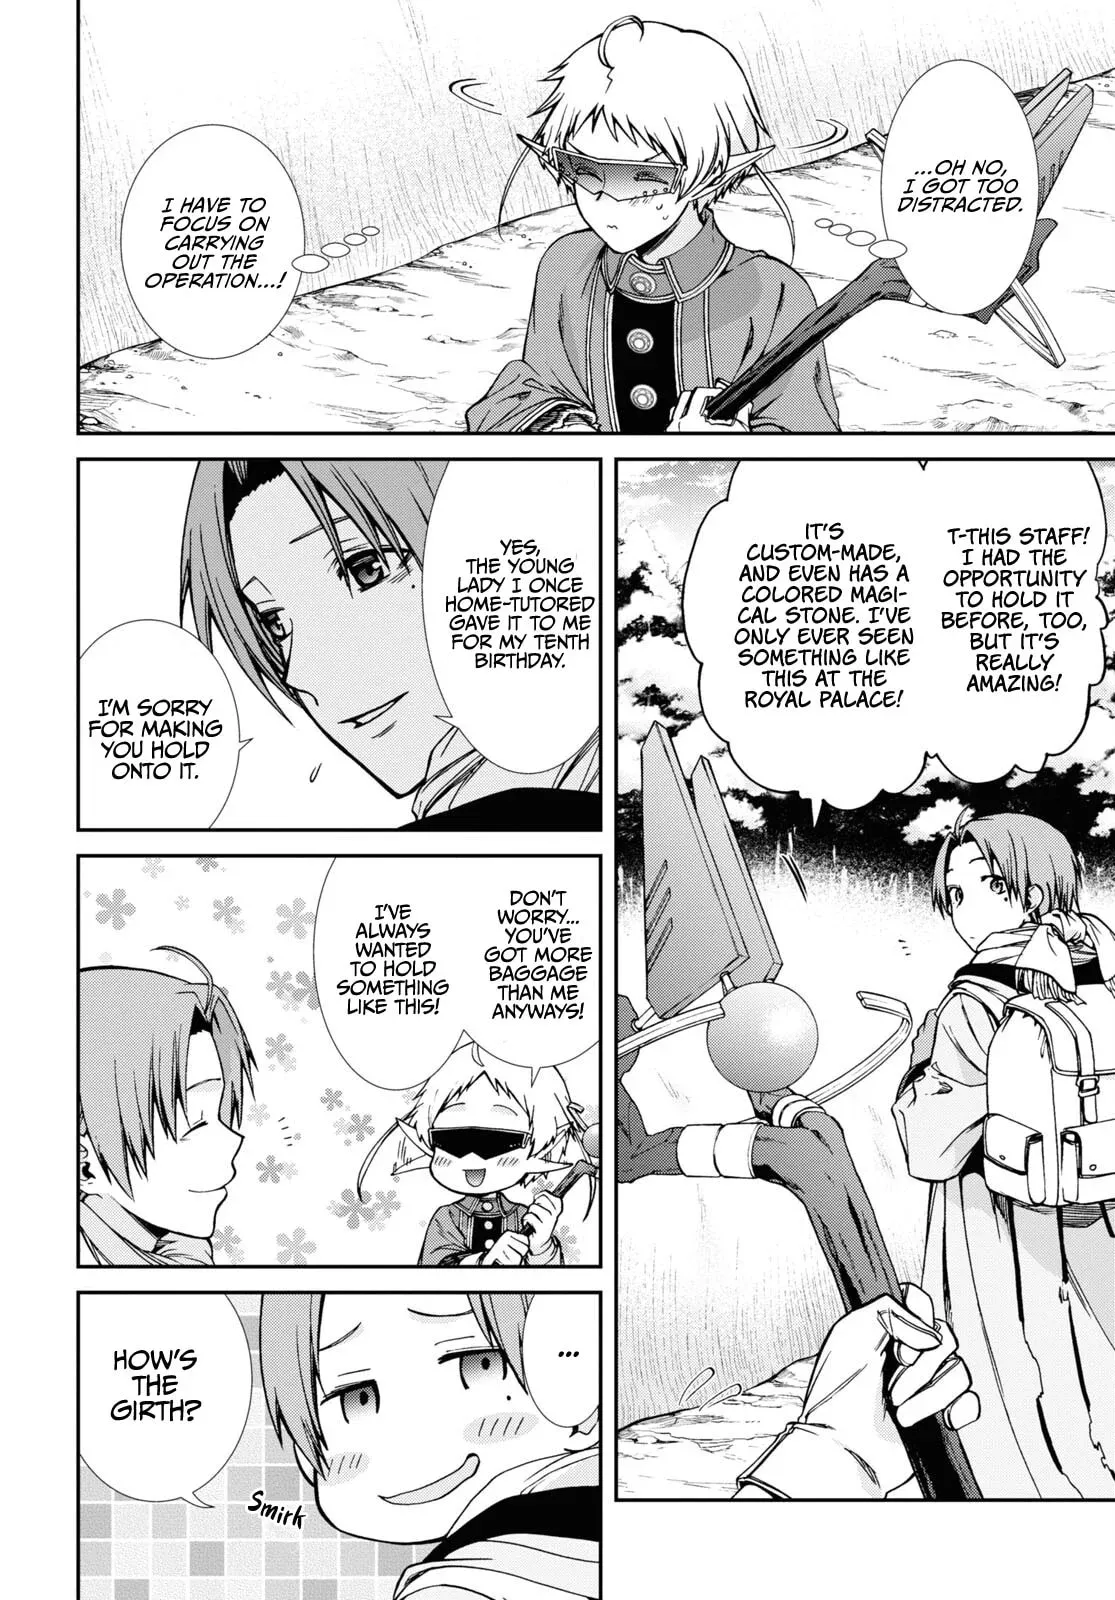 ...OH NO,
I GOT TOO
DISTRACTED.
I HAVE TO
FOCUS ON
CARRYING
OUT THE
OPERATION...!
T-THIS STAFF!
I HAD THE
OPPORTUNITY
TO HOLD IT
BEFORE, TOO,
BUT IT'S
REALLY
AMAZING!
IT'S
CUSTOM-MADE,
AND EVEN HAS A
COLORED MAGI-
CAL STONE. I'VE
ONLY EVER SEEN
SOMETHING LIKE
THIS AT THE
ROYAL PALACE!
YES,
THE YOUNG
LADY I ONCE
HOME-TUTORED
GAVE IT TO ME
FOR MY TENTH
BIRTHDAY.
I'M SORRY
FOR MAKING
YOU HOLD
ONTO IT.
DON'T
WORRY...
YOU'VE
GOT MORE
BAGGAGE
THAN ME
ANYWAYS!
I'VE
ALWAYS
WANTED
TO HOLD
SOMETHING
LIKE THIS!
...
HOW'S
THE
GIRTH?
Smirk